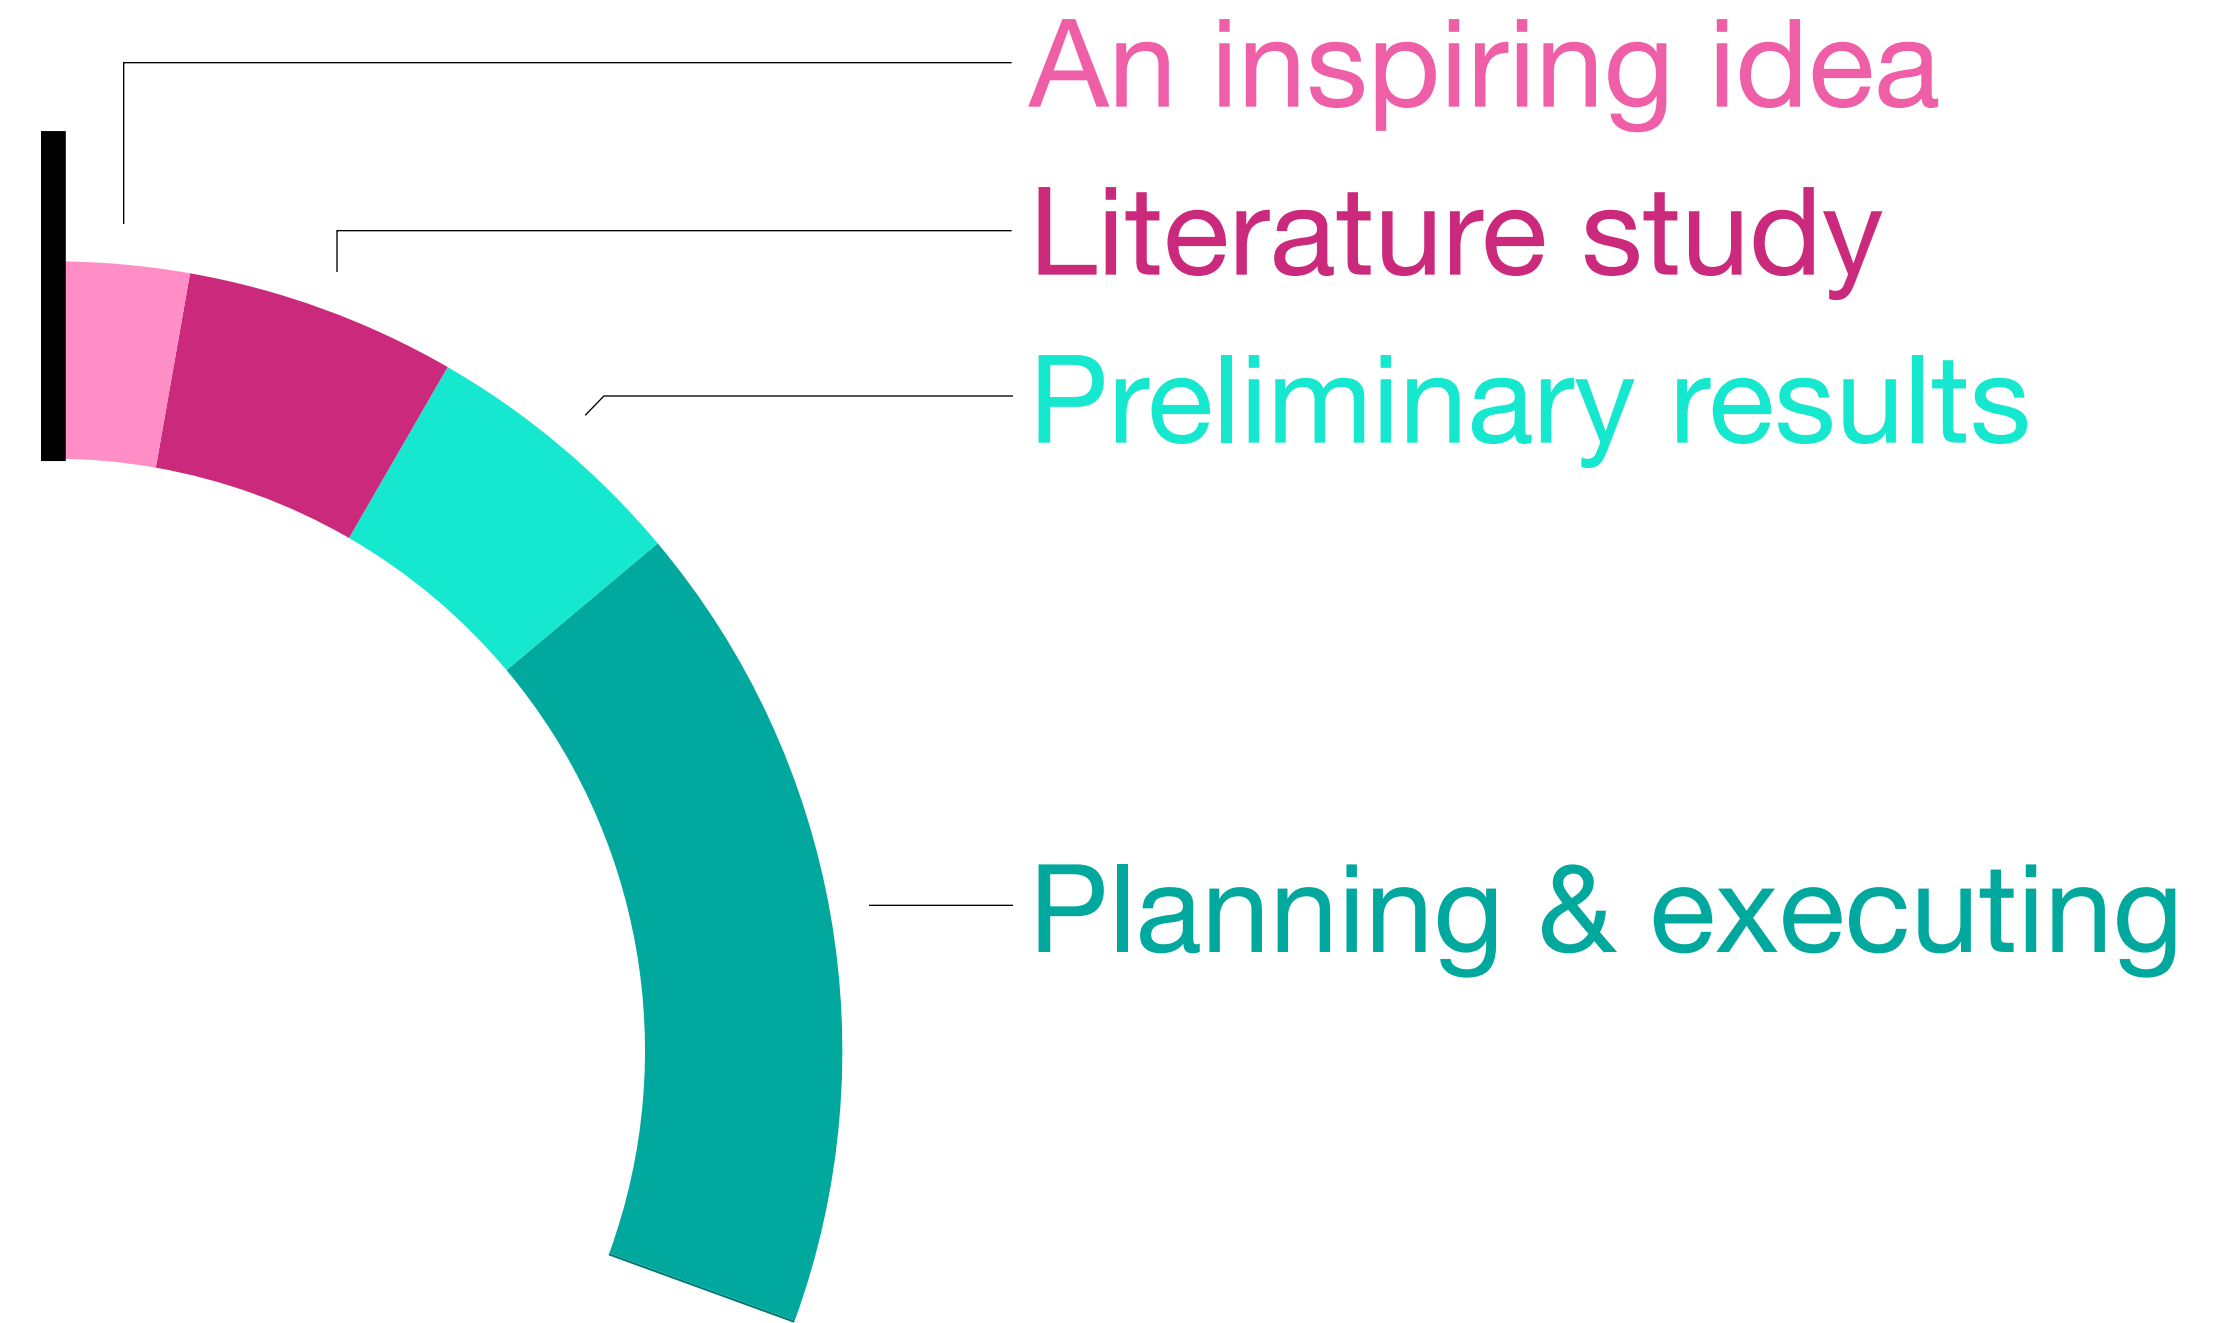 An inspiring idea
Literature study
Preliminary results
Planning & executing